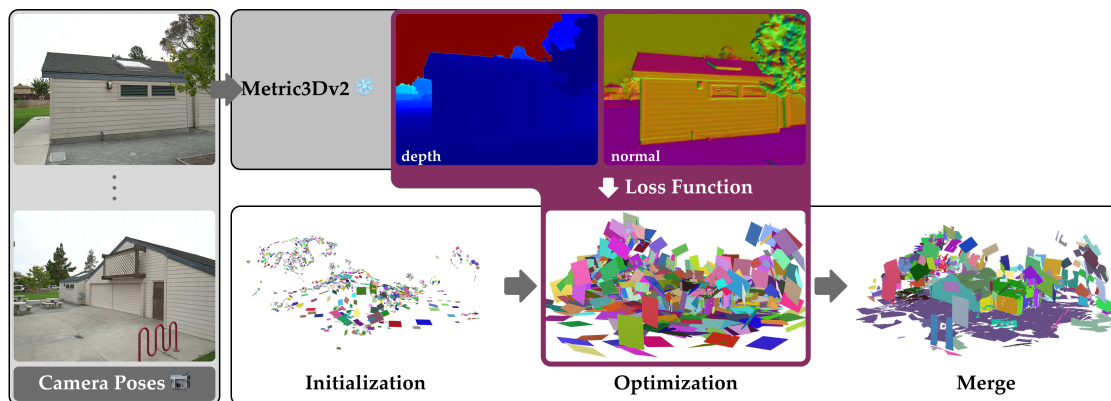 Metric3Dv2
depth
normal
Loss Function
Camera Poses
Initialization
Optimization
Merge